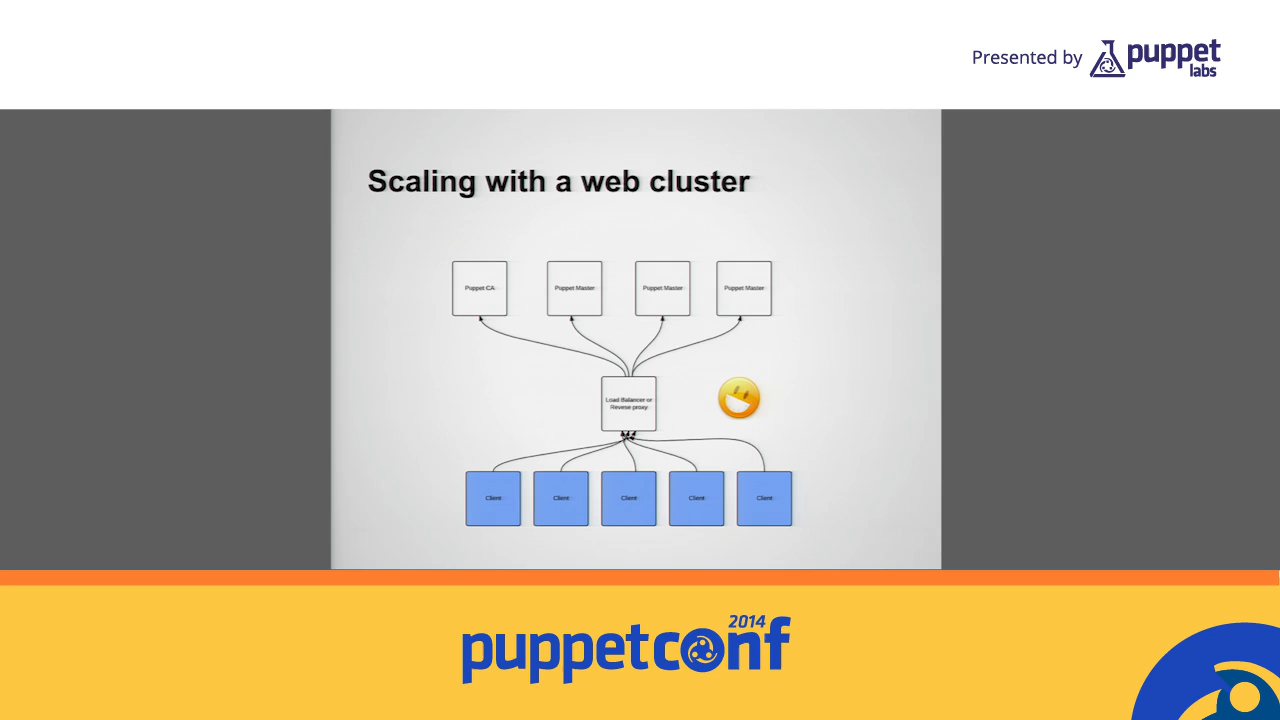 Presented by puppet
labs
Scaling with a web cluster
Puppet CA
Puppet Master
Puppet Master
Puppet Master
Load Balancer or
Reverse proxy
Client
Client
Client
Client
Client
2014
puppetconf